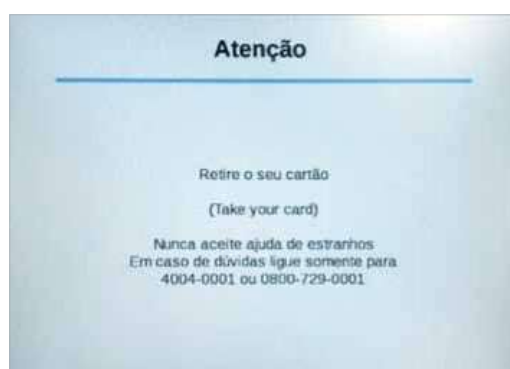 Atenção
Retire o seu cartão
(Take your card)
Nunca aceite ajuda de estranhos
Em caso de dúvidas ligue somente para
4004-0001 ou 0800-729-0001